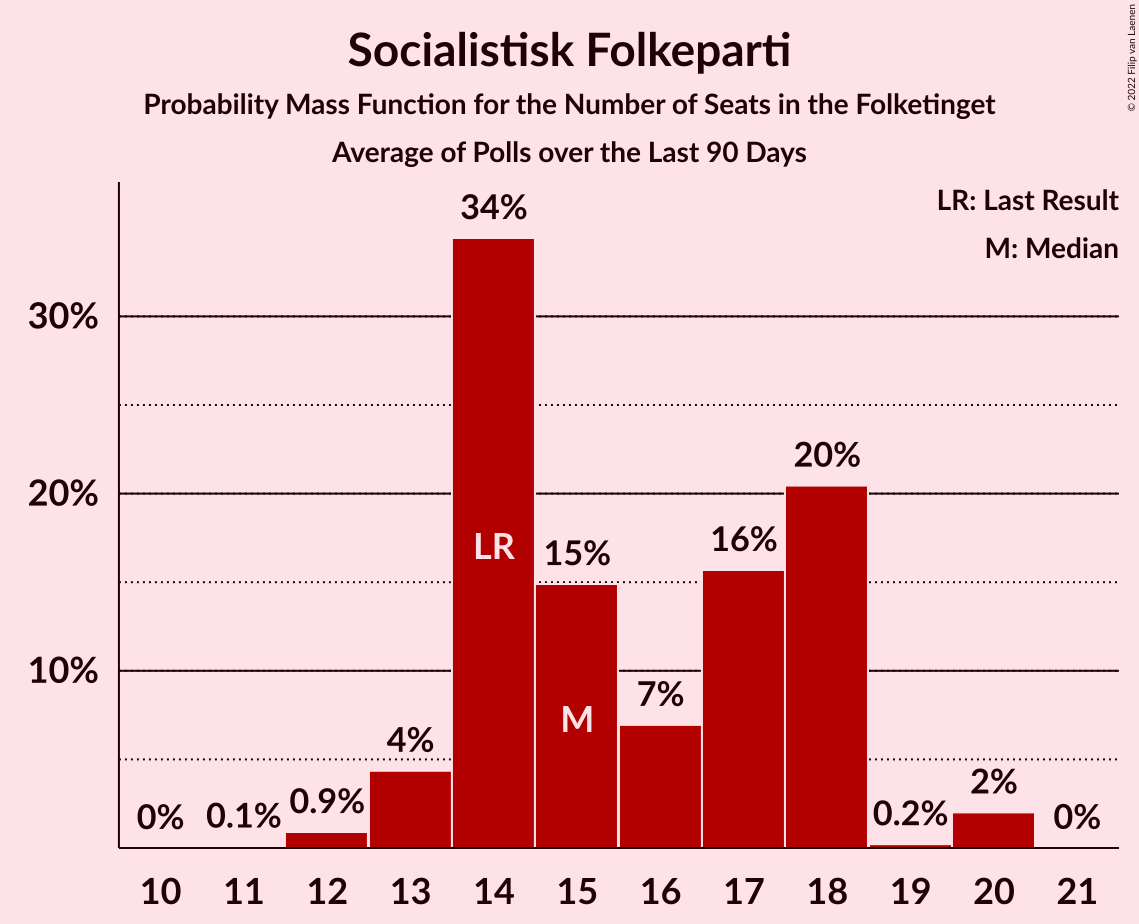 Socialistisk Folkeparti
Probability Mass Function for the Number of Seats in the Folketinget
Average of Polls over the Last 90 Days
© 2022 Filip van Laenen
LR: Last Result
M: Median
30%
20%
10%
0%
0.1%
0.9%
4%
34%
15%
7%
16%
20%
0.2%
2%
0%
LR
M
10 11 12 13 14 15 16 17 18 19 20 21